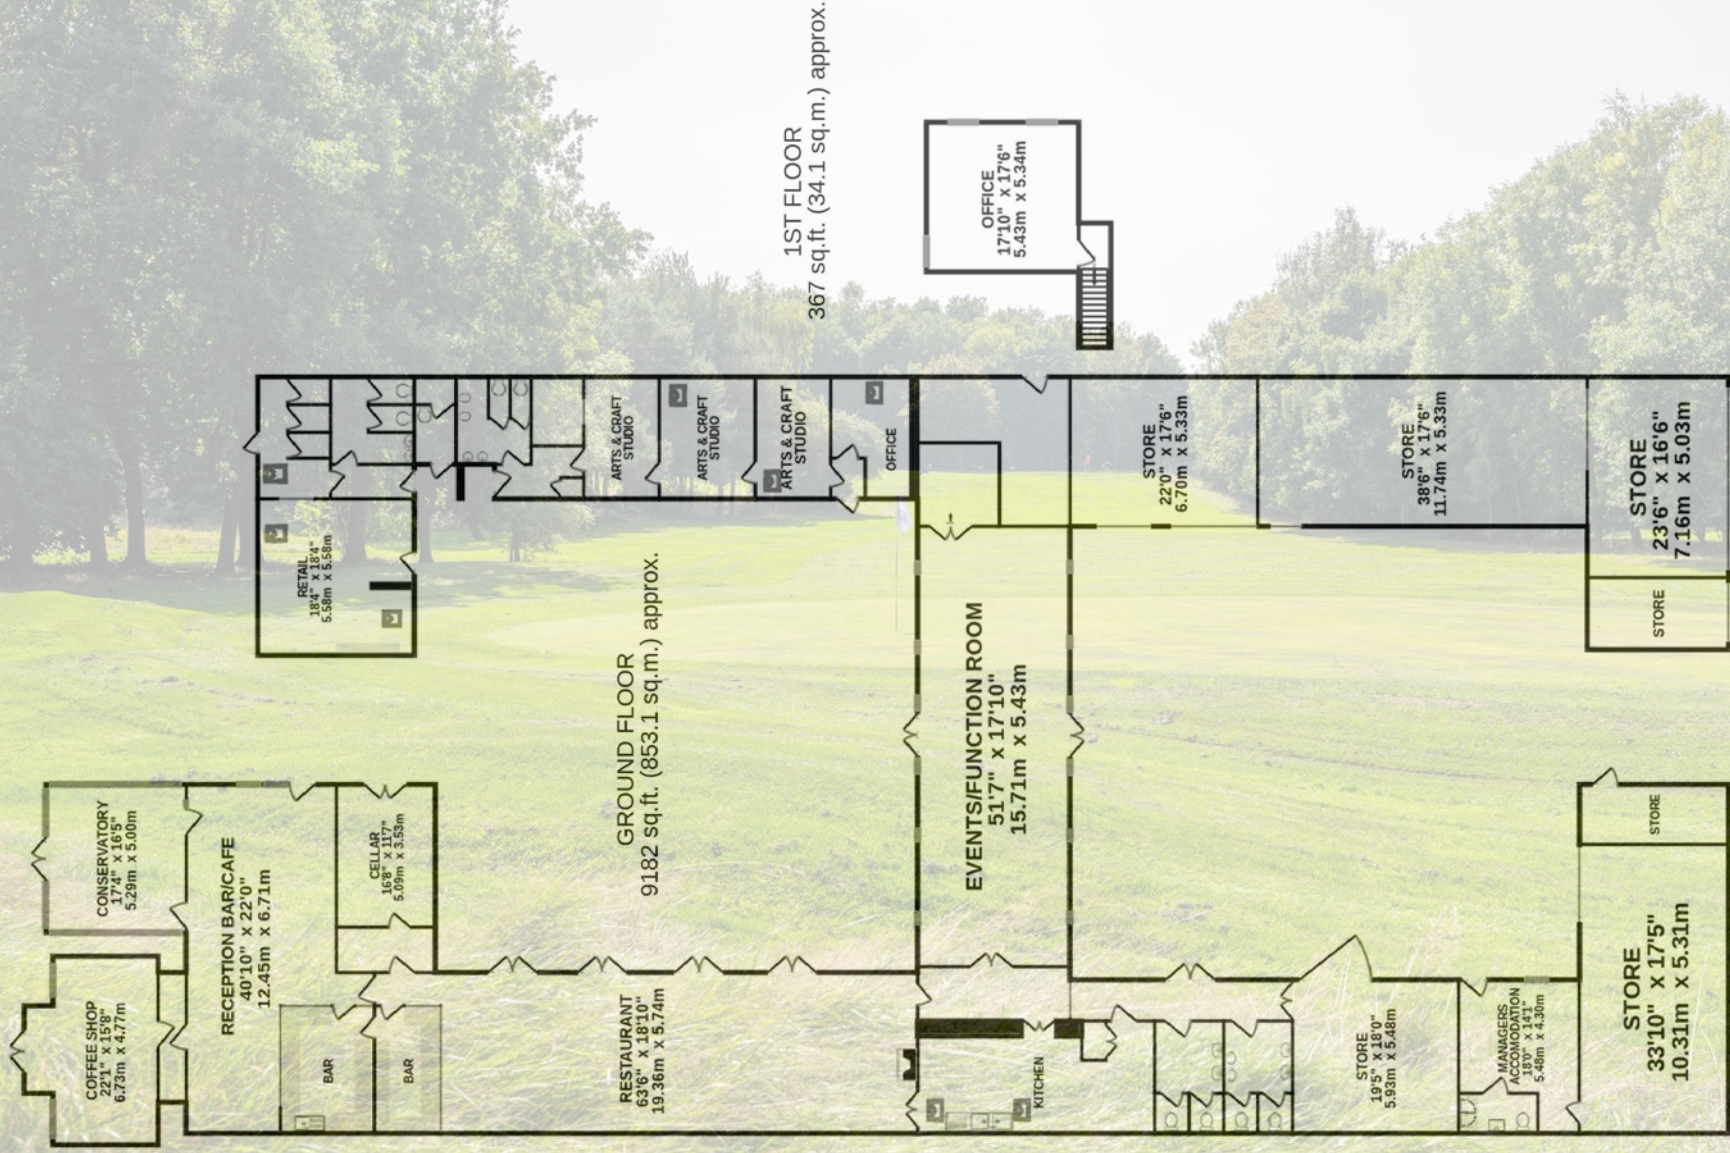 1ST FLOOR
367 sq.ft. (34.1 sq.m.) approx.
OFFICE
17'10" x 17'6"
5.43m x 5.34m
ARTS & CRAFT
STUDIO
ARTS & CRAFT
STUDIO
ARTS & CRAFT
STUDIO
OFFICE
STORE
22'0" x 17'6"
6.70m x 5.33m
STORE
38'6" x 17'6"
11.74m x 5.33m
STORE
23'6" x 16'6"
7.16m x 5.03m
STORE
RETAIL
18'4" x 18'4"
5.58m x 5.58m
GROUND FLOOR
9182 sq.ft. (853.1 sq.m.) approx.
EVENTS/FUNCTION ROOM
51'7" x 17'10"
15.71m x 5.43m
CONSERVATORY
17'4" x 16'5"
5.29m x 5.00m
RECEPTION BAR/CAFE
40'10" x 22'0"
12.45m x 6.71m
CELLAR
16'8" x 11'7"
5.09m x 3.53m
STORE
COFFEE SHOP
22'1" x 15'8"
6.73m x 4.77m
BAR
BAR
RESTAURANT
63'6" x 18'10"
19.36m x 5.74m
KITCHEN
STORE
19'5" x 18'0"
5.93m x 5.48m
MANAGERS
ACCOMODATION
18'0" x 14'1"
5.48m x 4.30m
STORE
33'10" x 17'5"
10.31m x 5.31m